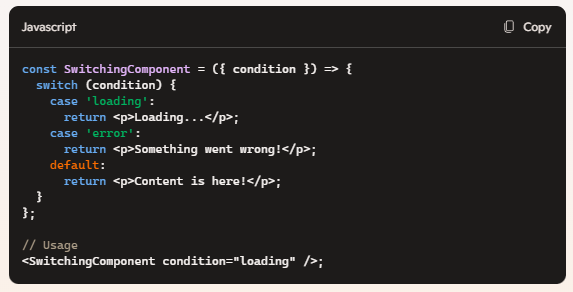 Javascript
Copy
const SwitchingComponent = ({ condition }) => {
  switch (condition) {
    case 'loading':
      return <p>Loading...</p>;
    case 'error':
      return <p>Something went wrong!</p>;
    default:
      return <p>Content is here!</p>;
  }
};

// Usage
<SwitchingComponent condition="loading" />;